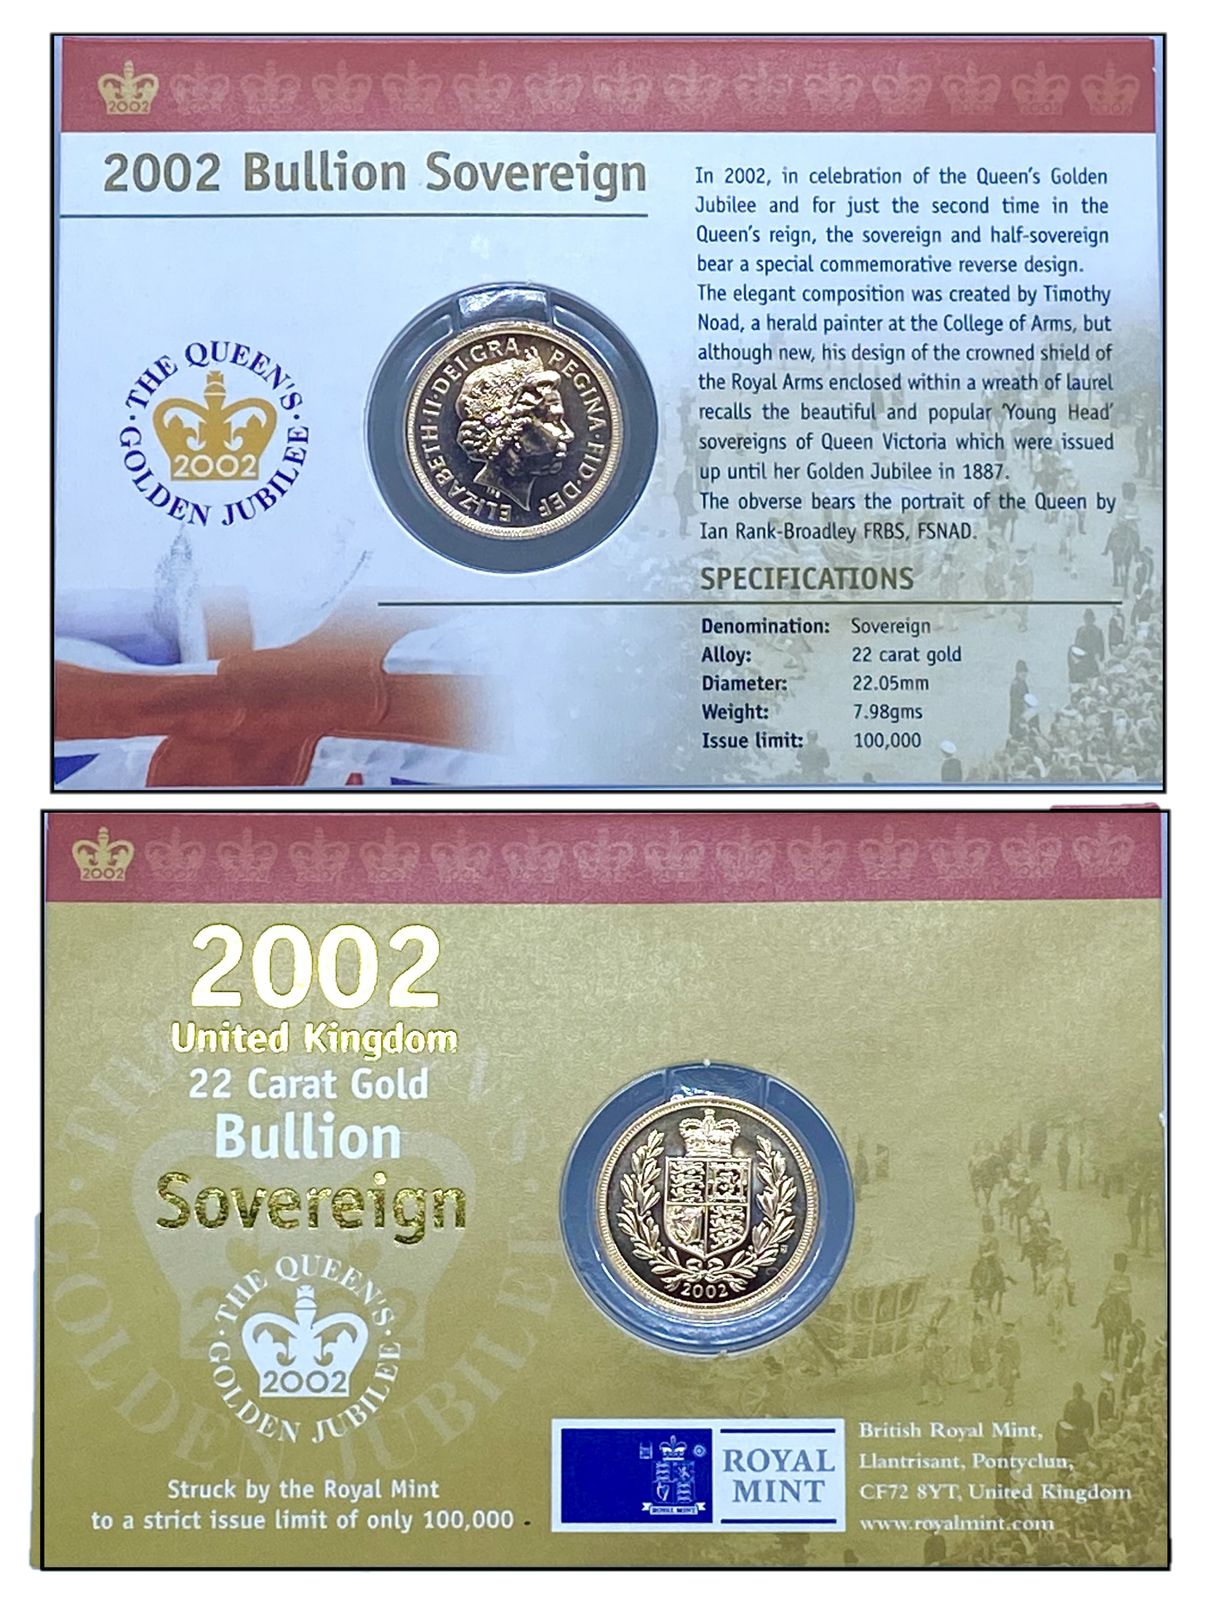 2002
2002 Bullion Sovereign
THE QUEEN'S
2002
GOLDEN JUBILEE
ELIZABETH·II·DEI·GRA REGINA·FID·DEF
In 2002, in celebration of the Queen's Golden
Jubilee and for just the second time in the
Queen's reign, the sovereign and half-sovereign
bear a special commemorative reverse design.
The elegant composition was created by Timothy
Noad, a herald painter at the College of Arms, but
although new, his design of the crowned shield of
the Royal Arms enclosed within a wreath of laurel
recalls the beautiful and popular 'Young Head'
sovereigns of Queen Victoria which were issued
up until her Golden Jubilee in 1887.
The obverse bears the portrait of the Queen by
Ian Rank-Broadley FRBS, FSNAD.
SPECIFICATIONS
Denomination: Sovereign
Alloy: 22 carat gold
Diameter: 22.05mm
Weight: 7.98gms
Issue limit: 100,000
2002
2002
United Kingdom
22 Carat Gold
Bullion
Sovereign
THE QUEEN'S
2002
GOLDEN JUBILEE
Struck by the Royal Mint
to a strict issue limit of only 100,000
2002
ROYAL MINT
ROYAL
MINT
British Royal Mint,
Llantrisant, Pontyclun,
CF72 8YT, United Kingdom
www.royalmint.com